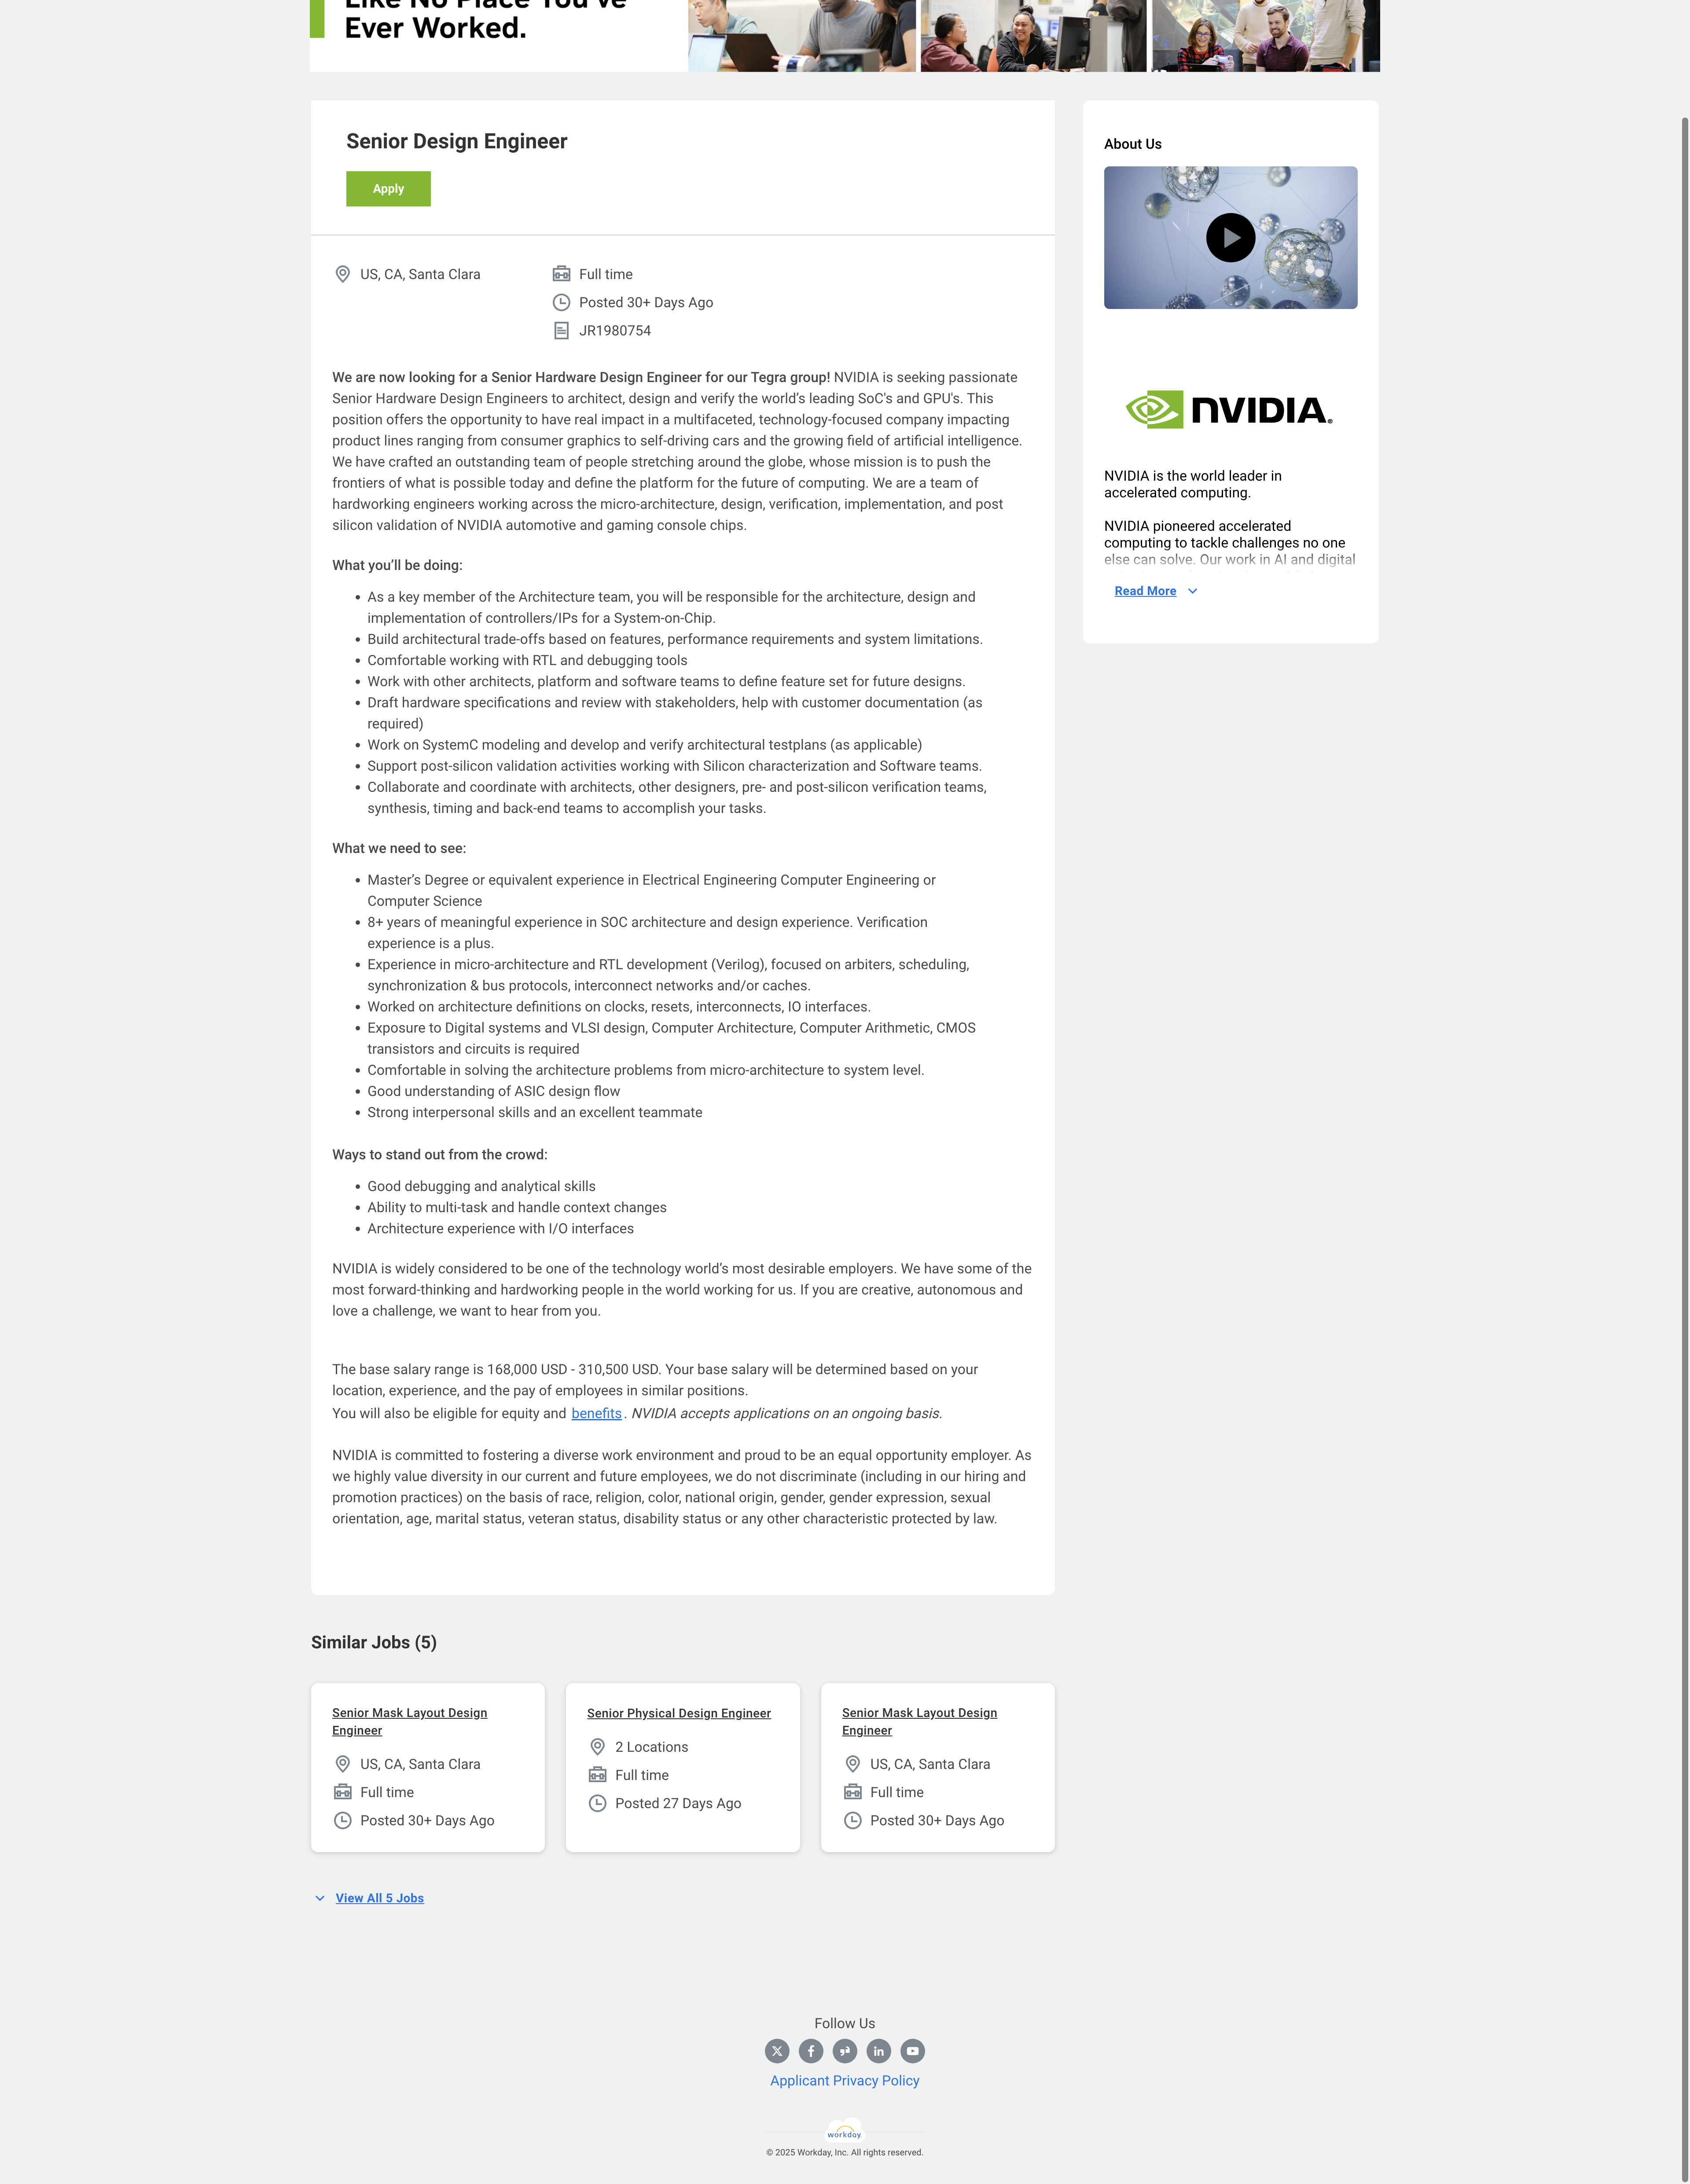 Like No Place You've
Ever Worked.
Senior Design Engineer
Apply
US, CA, Santa Clara
Full time
Posted 30+ Days Ago
JR1980754
We are now looking for a Senior Hardware Design Engineer for our Tegra group! NVIDIA is seeking passionate
Senior Hardware Design Engineers to architect, design and verify the world’s leading SoC's and GPU's. This
position offers the opportunity to have real impact in a multifaceted, technology-focused company impacting
product lines ranging from consumer graphics to self-driving cars and the growing field of artificial intelligence.
We have crafted an outstanding team of people stretching around the globe, whose mission is to push the
frontiers of what is possible today and define the platform for the future of computing. We are a team of
hardworking engineers working across the micro-architecture, design, verification, implementation, and post
silicon validation of NVIDIA automotive and gaming console chips.
What you’ll be doing:
• As a key member of the Architecture team, you will be responsible for the architecture, design and
implementation of controllers/IPs for a System-on-Chip.
• Build architectural trade-offs based on features, performance requirements and system limitations.
• Comfortable working with RTL and debugging tools
• Work with other architects, platform and software teams to define feature set for future designs.
• Draft hardware specifications and review with stakeholders, help with customer documentation (as
required)
• Work on SystemC modeling and develop and verify architectural testplans (as applicable)
• Support post-silicon validation activities working with Silicon characterization and Software teams.
• Collaborate and coordinate with architects, other designers, pre- and post-silicon verification teams,
synthesis, timing and back-end teams to accomplish your tasks.
What we need to see:
• Master’s Degree or equivalent experience in Electrical Engineering Computer Engineering or
Computer Science
• 8+ years of meaningful experience in SOC architecture and design experience. Verification
experience is a plus.
• Experience in micro-architecture and RTL development (Verilog), focused on arbiters, scheduling,
synchronization & bus protocols, interconnect networks and/or caches.
• Worked on architecture definitions on clocks, resets, interconnects, IO interfaces.
• Exposure to Digital systems and VLSI design, Computer Architecture, Computer Arithmetic, CMOS
transistors and circuits is required
• Comfortable in solving the architecture problems from micro-architecture to system level.
• Good understanding of ASIC design flow
• Strong interpersonal skills and an excellent teammate
Ways to stand out from the crowd:
• Good debugging and analytical skills
• Ability to multi-task and handle context changes
• Architecture experience with I/O interfaces
NVIDIA is widely considered to be one of the technology world’s most desirable employers. We have some of the
most forward-thinking and hardworking people in the world working for us. If you are creative, autonomous and
love a challenge, we want to hear from you.
The base salary range is 168,000 USD - 310,500 USD. Your base salary will be determined based on your
location, experience, and the pay of employees in similar positions.
You will also be eligible for equity and benefits. NVIDIA accepts applications on an ongoing basis.
NVIDIA is committed to fostering a diverse work environment and proud to be an equal opportunity employer. As
we highly value diversity in our current and future employees, we do not discriminate (including in our hiring and
promotion practices) on the basis of race, religion, color, national origin, gender, gender expression, sexual
orientation, age, marital status, veteran status, disability status or any other characteristic protected by law.
About Us
NVIDIA.
NVIDIA is the world leader in
accelerated computing.
NVIDIA pioneered accelerated
computing to tackle challenges no one
else can solve. Our work in AI and digital
Read More
Similar Jobs (5)
Senior Mask Layout Design
Engineer
US, CA, Santa Clara
Full time
Posted 30+ Days Ago
Senior Physical Design Engineer
2 Locations
Full time
Posted 27 Days Ago
Senior Mask Layout Design
Engineer
US, CA, Santa Clara
Full time
Posted 30+ Days Ago
View All 5 Jobs
Follow Us
Applicant Privacy Policy
workday
© 2025 Workday, Inc. All rights reserved.